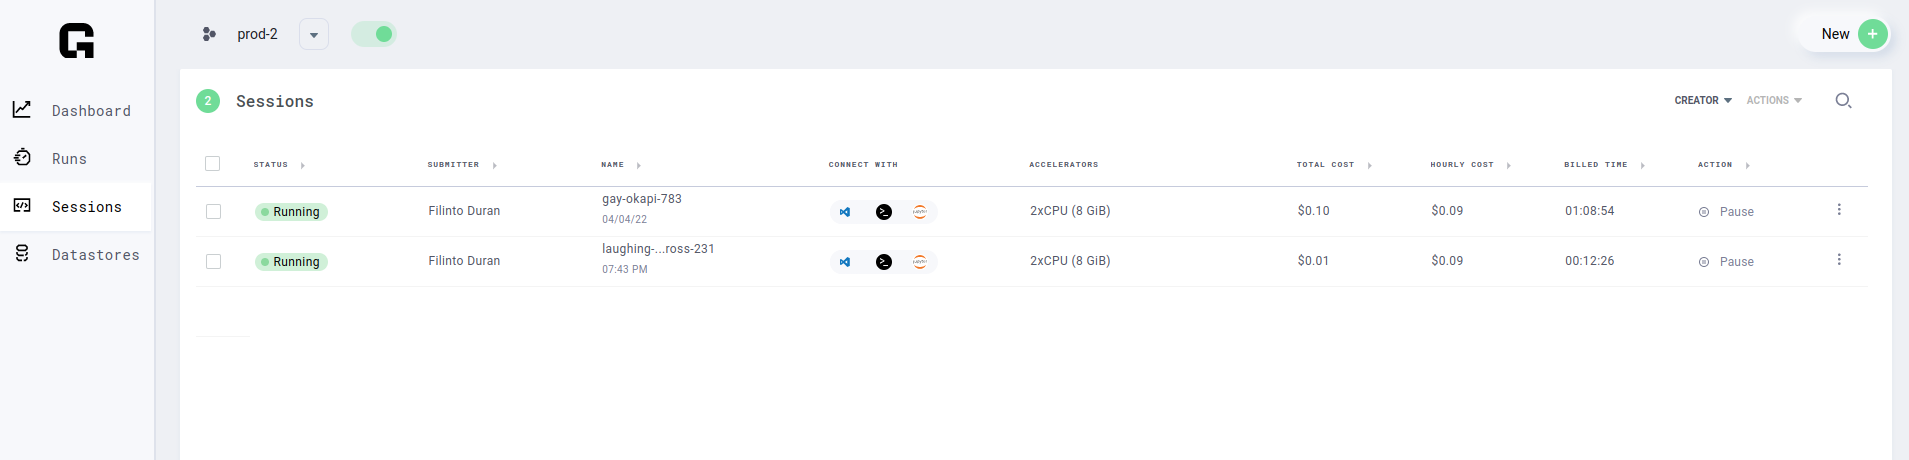 prod-2
New
Dashboard
Runs
Sessions
Datastores
2 Sessions
CREATOR ACTIONS
STATUS SUBMITTER NAME CONNECT WITH ACCELERATORS TOTAL COST HOURLY COST BILLED TIME ACTION
Running Filinto Duran gay-okapi-783 2xCPU (8 GiB) $0.10 $0.09 01:08:54 Pause
04/04/22
Running Filinto Duran laughing-...ross-231 2xCPU (8 GiB) $0.01 $0.09 00:12:26 Pause
07:43 PM